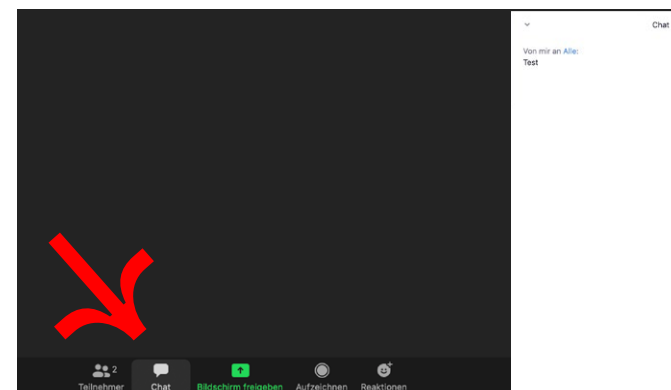 Chat
Von mir an Alle:
Test
2
Teilnehmer Chat Bildschirm freigeben Aufzeichnen Reaktionen